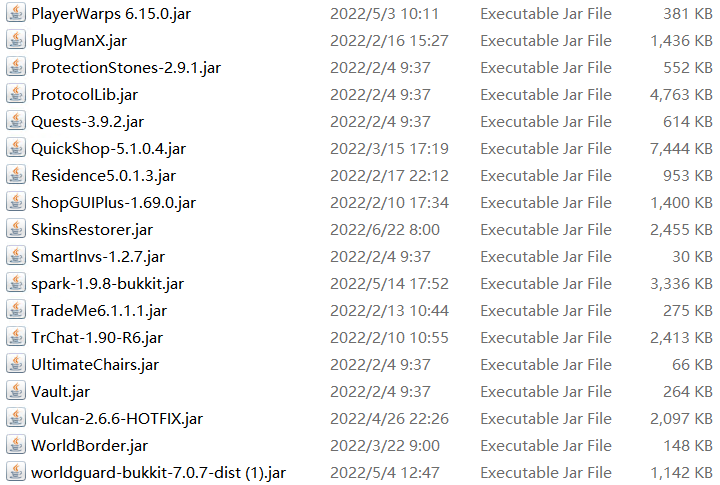 PlayerWarps 6.15.0.jar 2022/5/3 10:11 Executable Jar File 381 KB
PlugManX.jar 2022/2/16 15:27 Executable Jar File 1,436 KB
ProtectionStones-2.9.1.jar 2022/2/4 9:37 Executable Jar File 552 KB
ProtocolLib.jar 2022/2/4 9:37 Executable Jar File 4,763 KB
Quests-3.9.2.jar 2022/2/4 9:37 Executable Jar File 614 KB
QuickShop-5.1.0.4.jar 2022/3/15 17:19 Executable Jar File 7,444 KB
Residence5.0.1.3.jar 2022/2/17 22:12 Executable Jar File 953 KB
ShopGUIPlus-1.69.0.jar 2022/2/10 17:34 Executable Jar File 1,400 KB
SkinsRestorer.jar 2022/6/22 8:00 Executable Jar File 2,455 KB
SmartInvs-1.2.7.jar 2022/2/4 9:37 Executable Jar File 30 KB
spark-1.9.8-bukkit.jar 2022/5/14 17:52 Executable Jar File 3,336 KB
TradeMe6.1.1.1.jar 2022/2/13 10:44 Executable Jar File 275 KB
TrChat-1.90-R6.jar 2022/2/10 10:55 Executable Jar File 2,413 KB
UltimateChairs.jar 2022/2/4 9:37 Executable Jar File 66 KB
Vault.jar 2022/2/4 9:37 Executable Jar File 264 KB
Vulcan-2.6.6-HOTFIX.jar 2022/4/26 22:26 Executable Jar File 2,097 KB
WorldBorder.jar 2022/3/22 9:00 Executable Jar File 148 KB
worldguard-bukkit-7.0.7-dist (1).jar 2022/5/4 12:47 Executable Jar File 1,142 KB